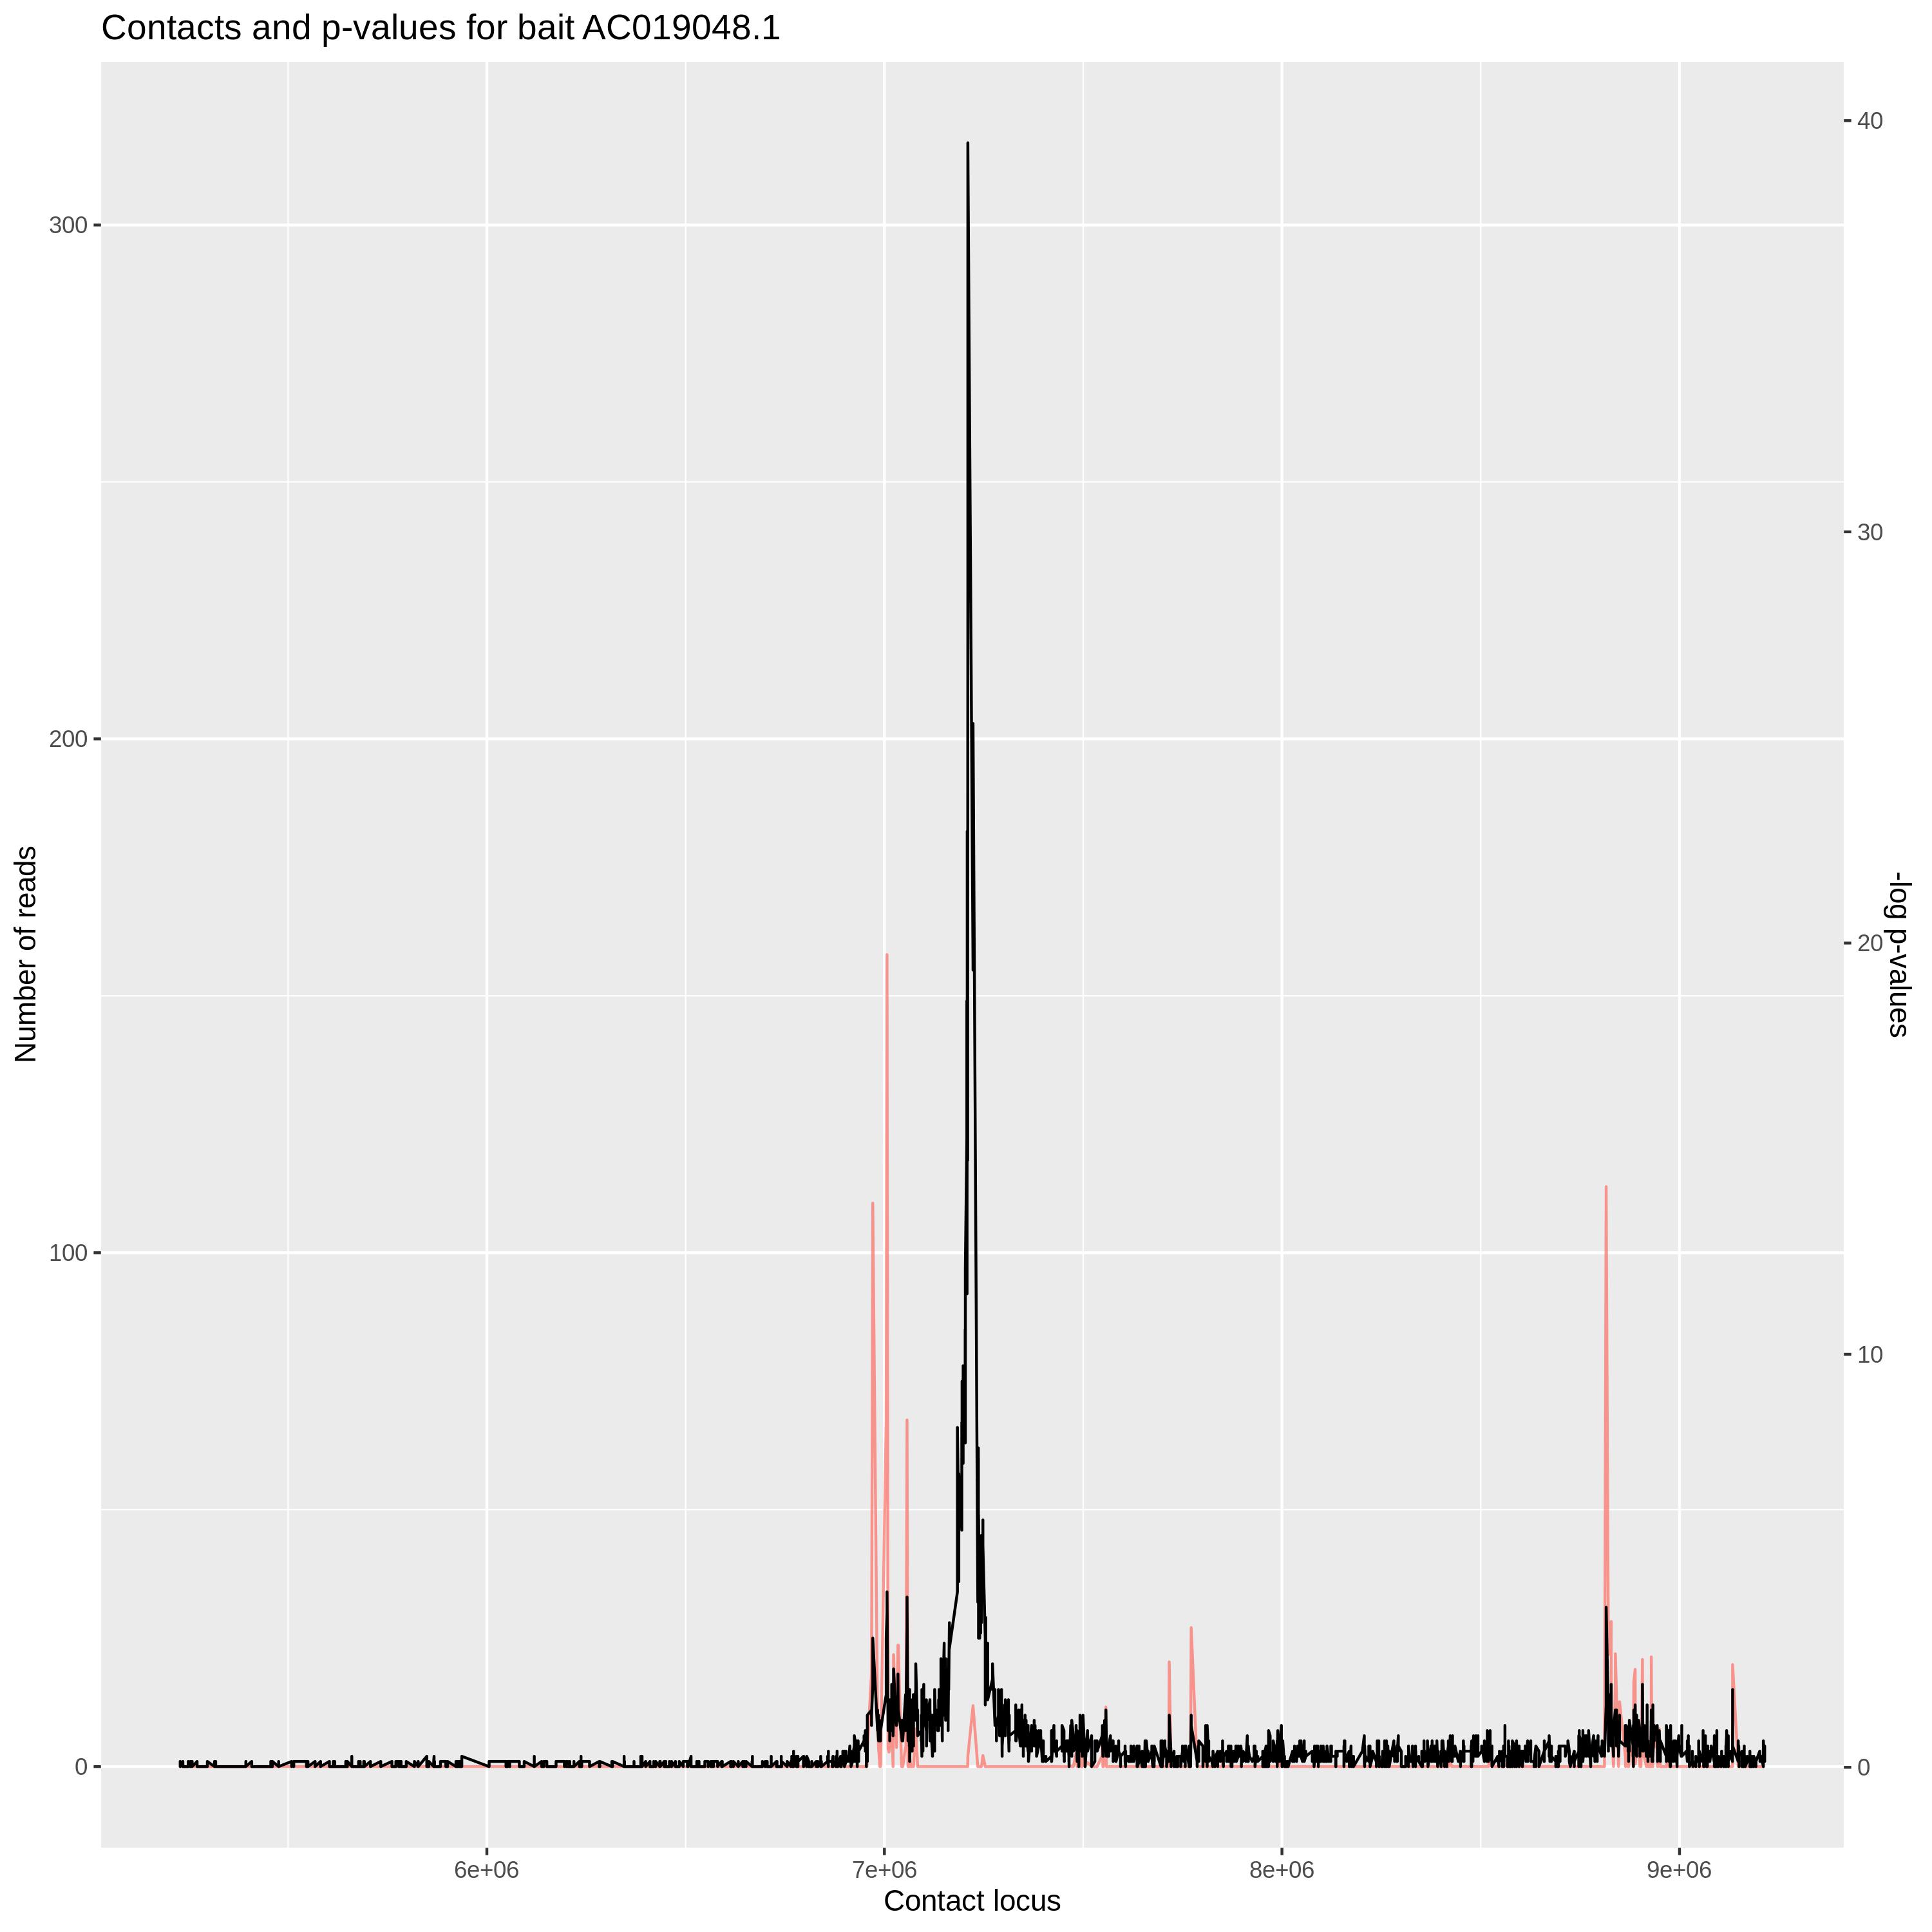 Contacts and p-values for bait AC019048.1
300
200
100
0
Number of reads
40
30
20
10
0
-log p-values
6e+06
7e+06
8e+06
9e+06
Contact locus